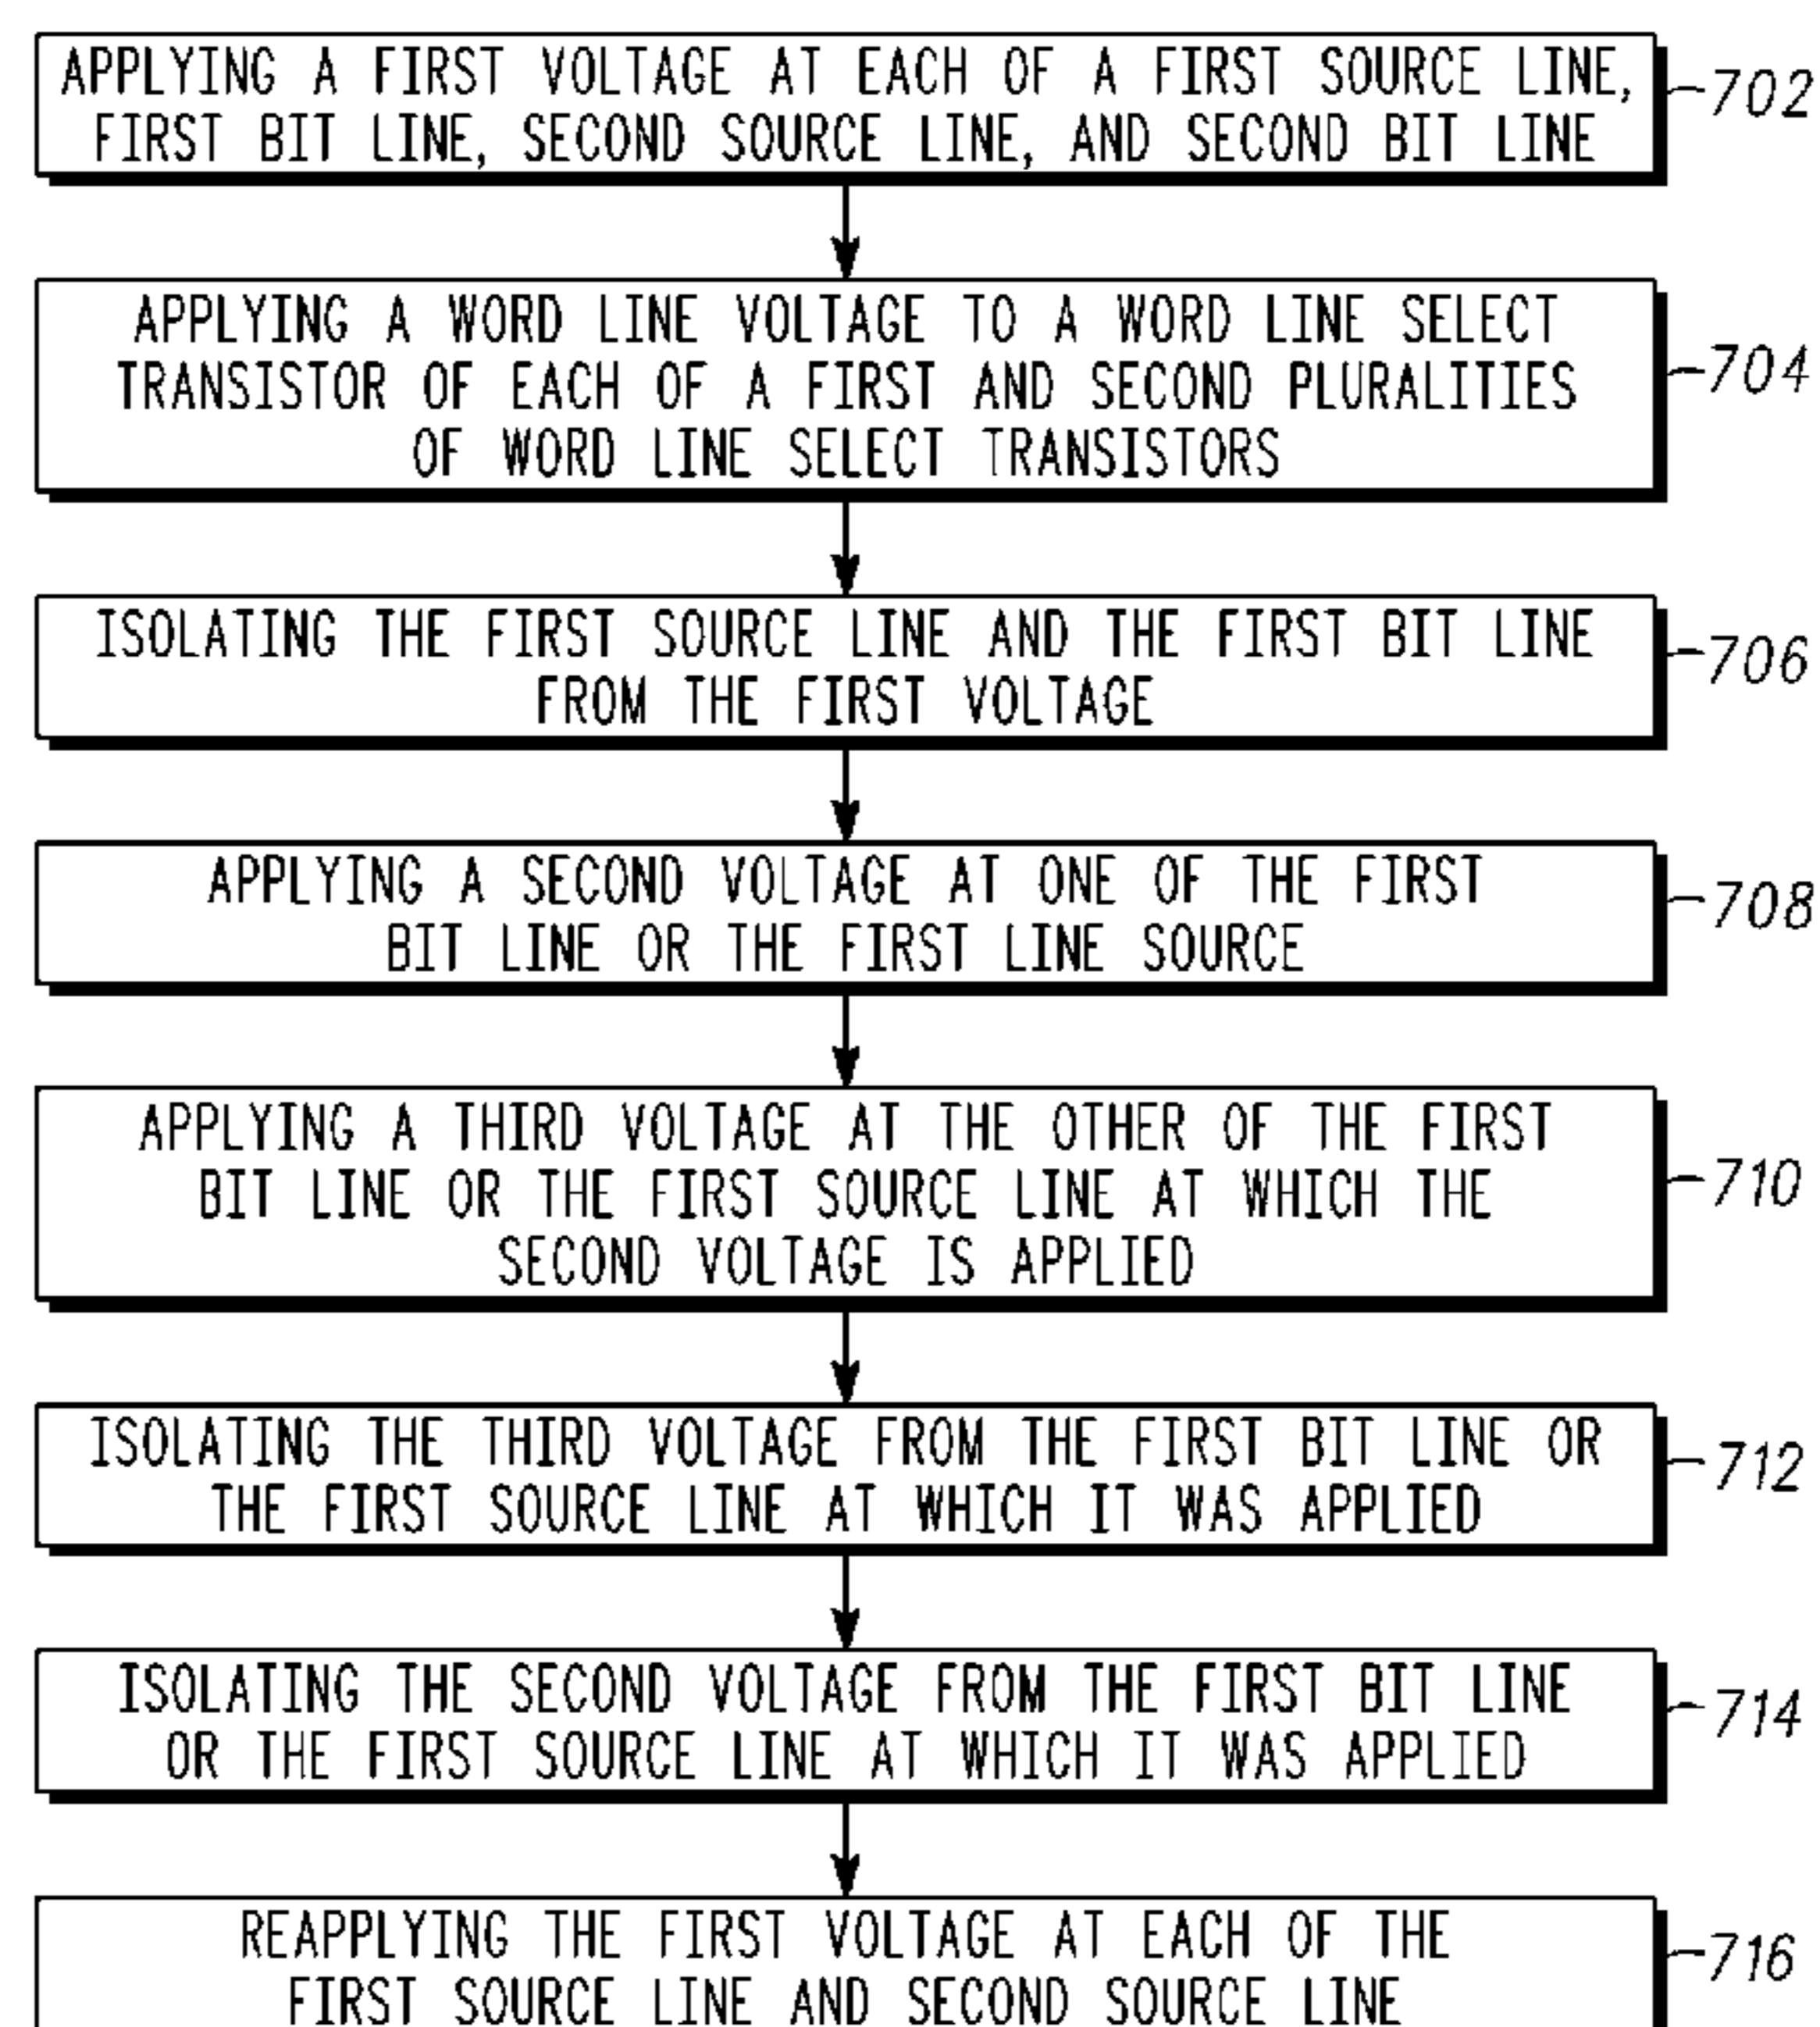 APPLYING A FIRST VOLTAGE AT EACH OF A FIRST SOURCE LINE,
FIRST BIT LINE, SECOND SOURCE LINE, AND SECOND BIT LINE
702
APPLYING A WORD LINE VOLTAGE TO A WORD LINE SELECT
TRANSISTOR OF EACH OF A FIRST AND SECOND PLURALITIES
OF WORD LINE SELECT TRANSISTORS
704
ISOLATING THE FIRST SOURCE LINE AND THE FIRST BIT LINE
FROM THE FIRST VOLTAGE
706
APPLYING A SECOND VOLTAGE AT ONE OF THE FIRST
BIT LINE OR THE FIRST LINE SOURCE
708
APPLYING A THIRD VOLTAGE AT THE OTHER OF THE FIRST
BIT LINE OR THE FIRST SOURCE LINE AT WHICH THE
SECOND VOLTAGE IS APPLIED
710
ISOLATING THE THIRD VOLTAGE FROM THE FIRST BIT LINE OR
THE FIRST SOURCE LINE AT WHICH IT WAS APPLIED
712
ISOLATING THE SECOND VOLTAGE FROM THE FIRST BIT LINE
OR THE FIRST SOURCE LINE AT WHICH IT WAS APPLIED
714
REAPPLYING THE FIRST VOLTAGE AT EACH OF THE
FIRST SOURCE LINE AND SECOND SOURCE LINE
716